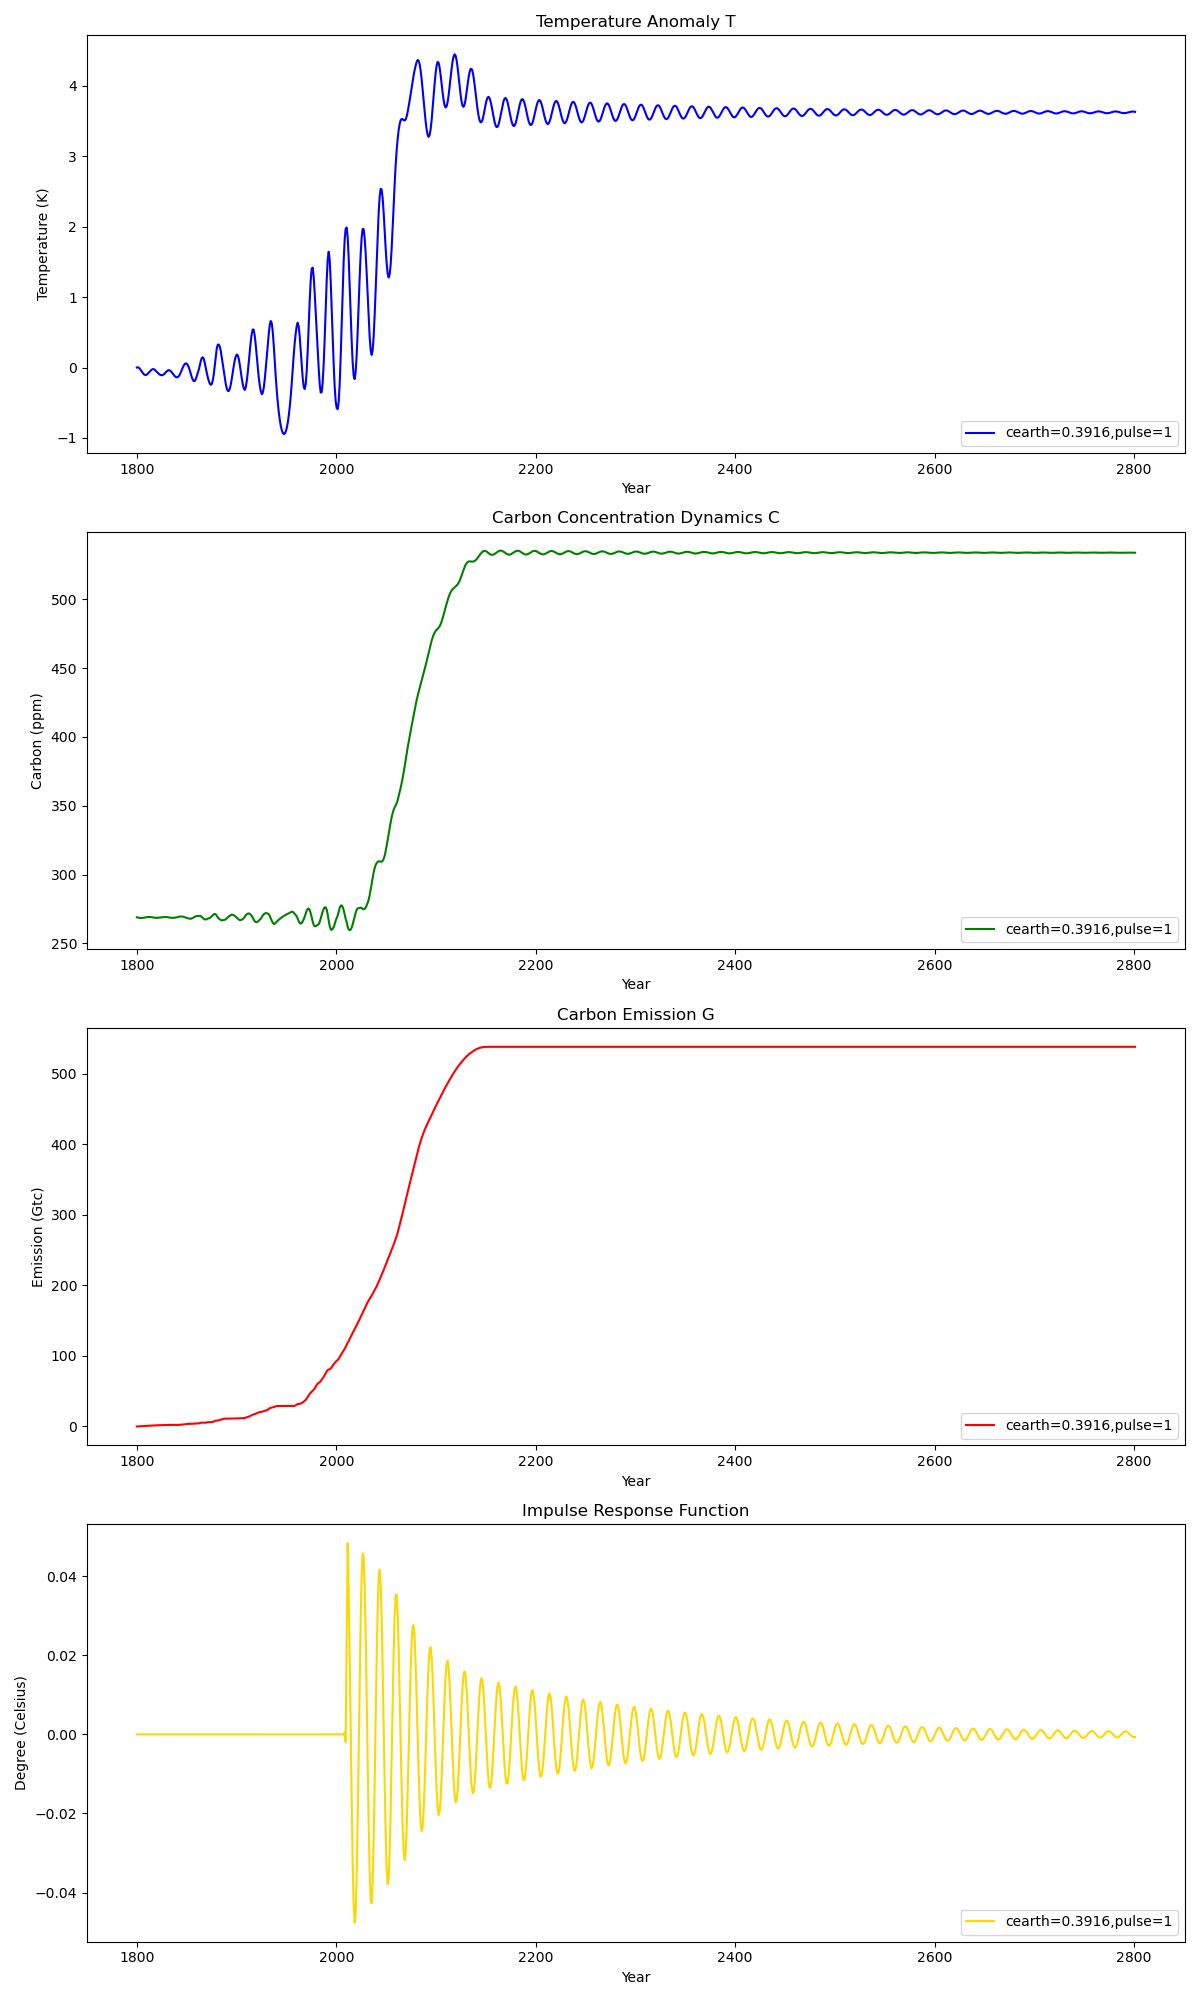 Temperature Anomaly T
4
3
2
1
0
−1
Temperature (K)
cearth=0.3916,pulse=1
1800 2000 2200 2400 2600 2800
Year
Carbon Concentration Dynamics C
500
450
400
350
300
250
Carbon (ppm)
cearth=0.3916,pulse=1
1800 2000 2200 2400 2600 2800
Year
Carbon Emission G
500
400
300
200
100
0
Emission (Gtc)
cearth=0.3916,pulse=1
1800 2000 2200 2400 2600 2800
Year
Impulse Response Function
0.04
0.02
0.00
−0.02
−0.04
Degree (Celsius)
cearth=0.3916,pulse=1
1800 2000 2200 2400 2600 2800
Year